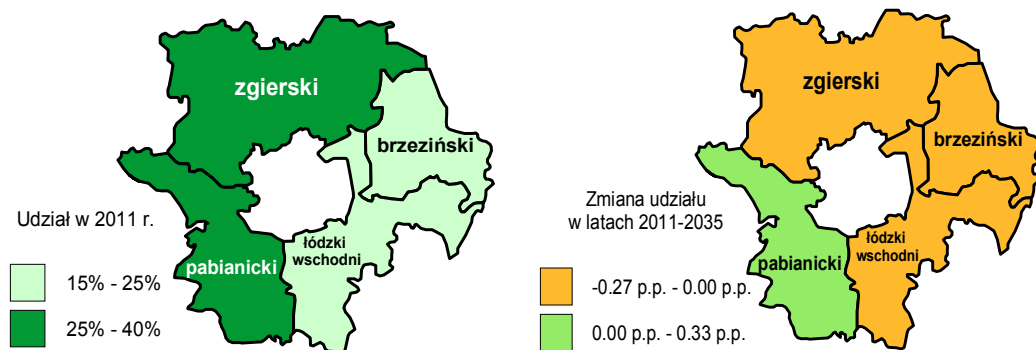 zgierski
brzeziński
Udział w 2011 r.
łódzki
wschodni
pabianicki
15% - 25%
25% - 40%
zgierski
brzeziński
Zmiana udziału
w latach 2011-2035
łódzki
wschodni
pabianicki
-0.27 p.p. - 0.00 p.p.
0.00 p.p. - 0.33 p.p.